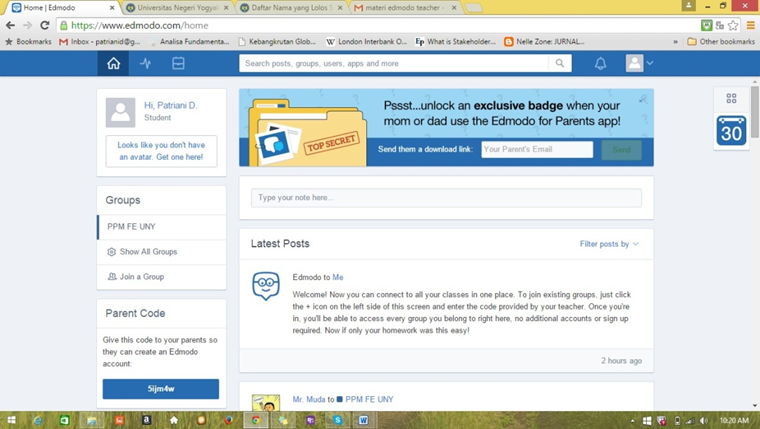 Home | Edmodo
Universitas Negeri Yogyak
Daftar Nama yang Lolos S
materi edmodo teacher -
https://www.edmodo.com/home
Bookmarks
Inbox - patrianid@g...
Analisa Fundamenta...
Kebangkrutan Glob...
London Interbank O...
What is Stakeholder...
Nelle Zone: JURNAL...
»
Other bookmarks
Search posts, groups, users, apps and more
Hi, Patriani D.
Student
Looks like you don't have
an avatar. Get one here!
Groups
PPM FE UNY
Show All Groups
Join a Group
Parent Code
Give this code to your parents so
they can create an Edmodo
account:
5ijm4w
TOP SECRET
Pssst...unlock an exclusive badge when your
mom or dad use the Edmodo for Parents app!
Send them a download link:
Your Parent's Email
Send
Type your note here...
Latest Posts
Filter posts by
Edmodo to Me
Welcome! Now you can connect to all your classes in one place. To join existing groups, just click
the + icon on the left side of this screen and enter the code provided by your teacher. Once you're
in, you'll be able to access every group you belong to right here, no additional accounts or sign up
required. Now if only your homework was this easy!
2 hours ago
Mr. Muda to PPM FE UNY
30
10:20 AM